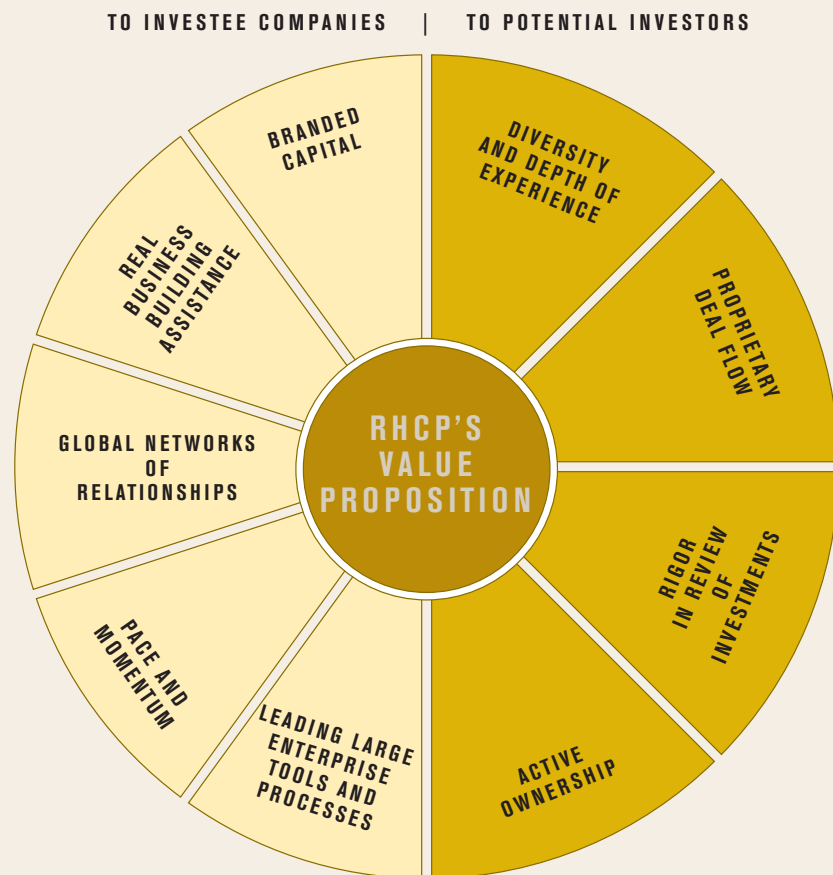 TO INVESTEE COMPANIES | TO POTENTIAL INVESTORS
BRANDED
CAPITAL
REAL
BUSINESS
BUILDING
ASSISTANCE
GLOBAL NETWORKS
OF
RELATIONSHIPS
PACE AND
MOMENTUM
LEADING LARGE
ENTERPRISE
TOOLS AND
PROCESSES
RHCP'S
VALUE
PROPOSITION
DIVERSITY
AND DEPTH OF
EXPERIENCE
PROPRIETARY
DEAL FLOW
RIGOR
IN REVIEW
OF
INVESTMENTS
ACTIVE
OWNERSHIP